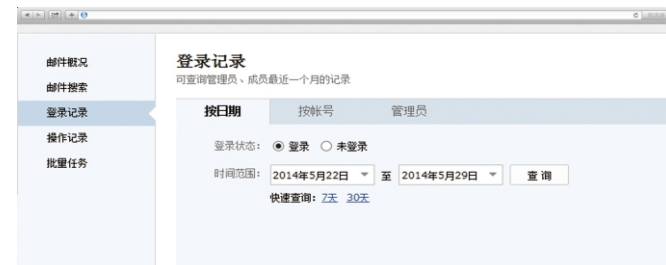 邮件概况
邮件搜索
登录记录
操作记录
批量任务
登录记录
可查询管理员、成员最近一个月的记录
按日期 按帐号 管理员
登录状态: 登录 未登录
时间范围: 2014年5月22日 至 2014年5月29日 查 询
快速查询: 7天 30天